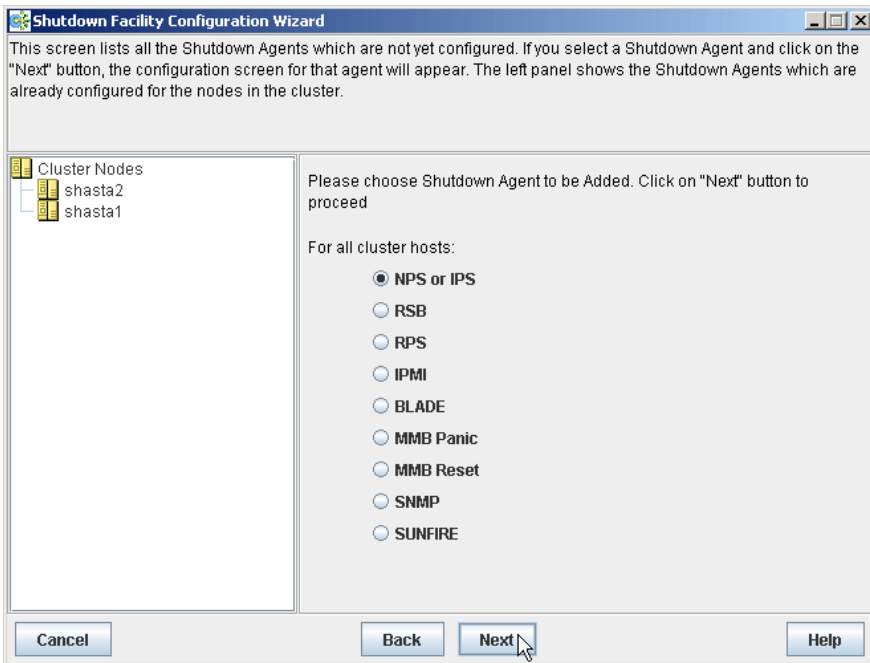 Shutdown Facility Configuration Wizard
This screen lists all the Shutdown Agents which are not yet configured. If you select a Shutdown Agent and click on the
"Next" button, the configuration screen for that agent will appear. The left panel shows the Shutdown Agents which are
already configured for the nodes in the cluster.
Cluster Nodes
shasta2
shasta1
Please choose Shutdown Agent to be Added. Click on "Next" button to
proceed
For all cluster hosts:
NPS or IPS
RSB
RPS
IPMI
BLADE
MMB Panic
MMB Reset
SNMP
SUNFIRE
Cancel
Back
Next
Help